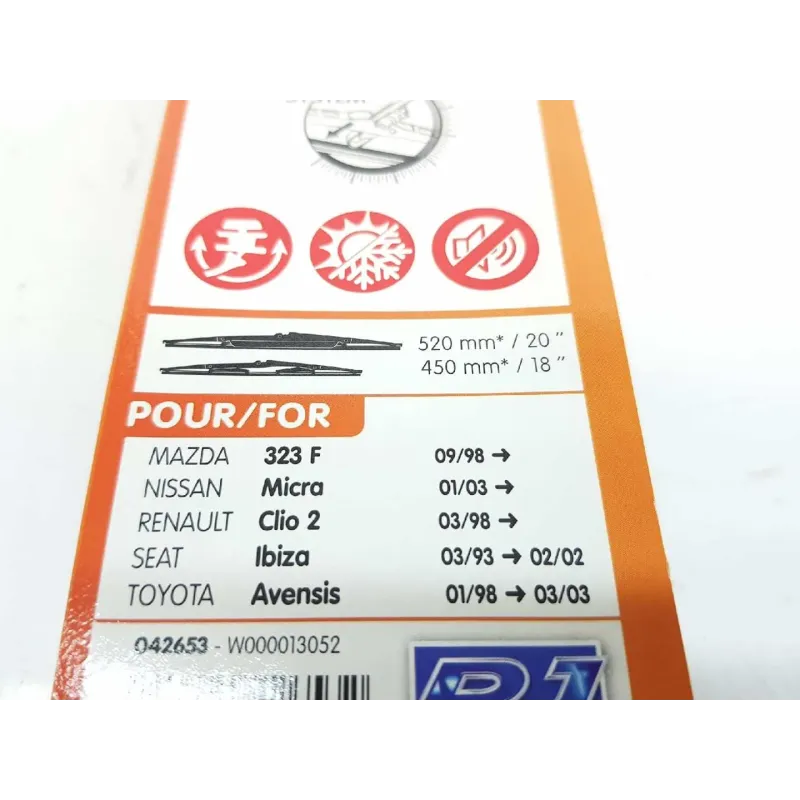 SYSTEM
520 mm* / 20 ”
450 mm* / 18 ”
POUR/FOR
MAZDA 323 F 09/98 →
NISSAN Micra 01/03 →
RENAULT Clio 2 03/98 →
SEAT Ibiza 03/93 → 02/02
TOYOTA Avensis 01/98 → 03/03
042653 - W000013052